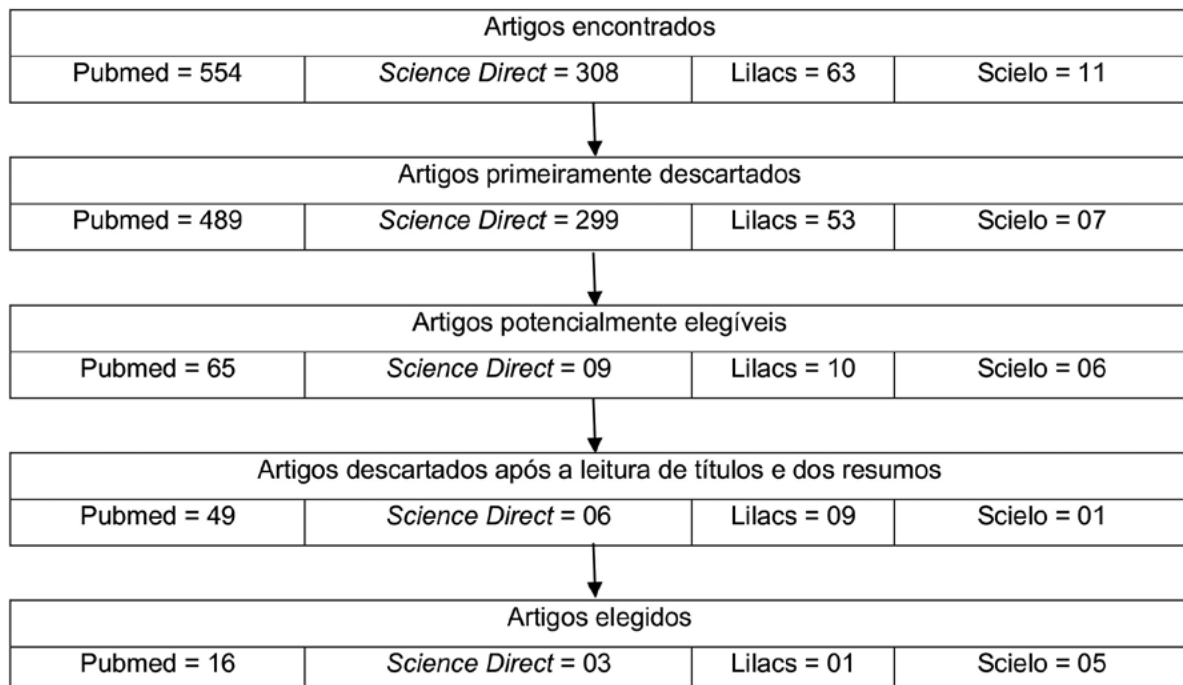 Artigos encontrados
Pubmed = 554 Science Direct = 308 Lilacs = 63 Scielo = 11
Artigos primeiramente descartados
Pubmed = 489 Science Direct = 299 Lilacs = 53 Scielo = 07
Artigos potencialmente elegíveis
Pubmed = 65 Science Direct = 09 Lilacs = 10 Scielo = 06
Artigos descartados após a leitura de títulos e dos resumos
Pubmed = 49 Science Direct = 06 Lilacs = 09 Scielo = 01
Artigos elegidos
Pubmed = 16 Science Direct = 03 Lilacs = 01 Scielo = 05